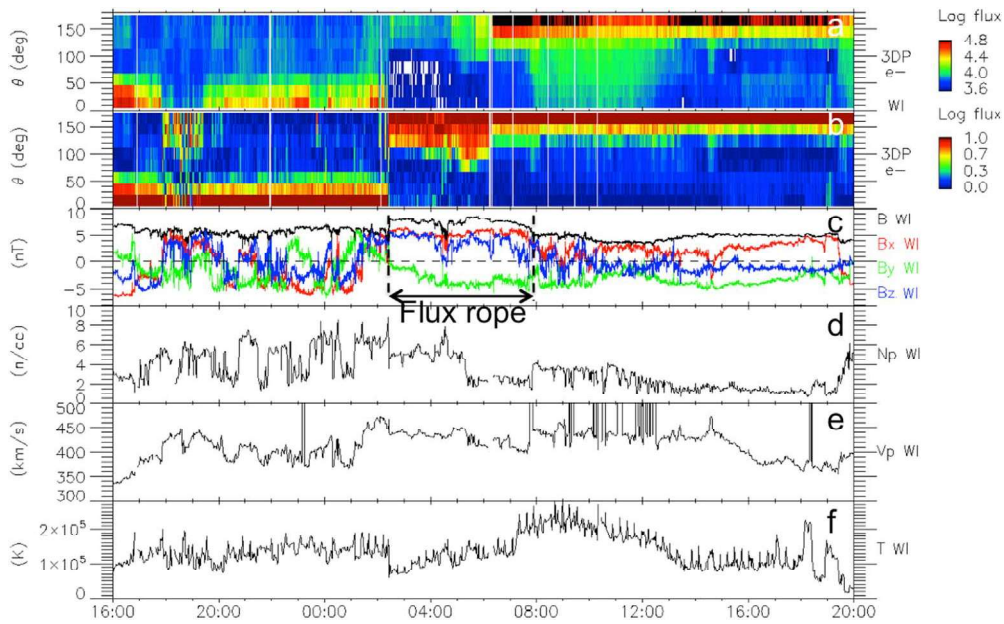 θ (deg)
150
100
50
0
a
3DP
e−
WI
Log flux
4.8
4.4
4.0
3.6
θ (deg)
150
100
50
0
b
3DP
e−
Log flux
1.0
0.7
0.3
0.0
(nT)
10
5
0
−5
c
B WI
Bx WI
By WI
Bz WI
Flux rope
(n/cc)
10
8
6
4
2
d
Np WI
(km/s)
500
450
400
350
300
e
Vp WI
(K)
2×10⁵
1×10⁵
0
f
T WI
16:00 20:00 00:00 04:00 08:00 12:00 16:00 20:00